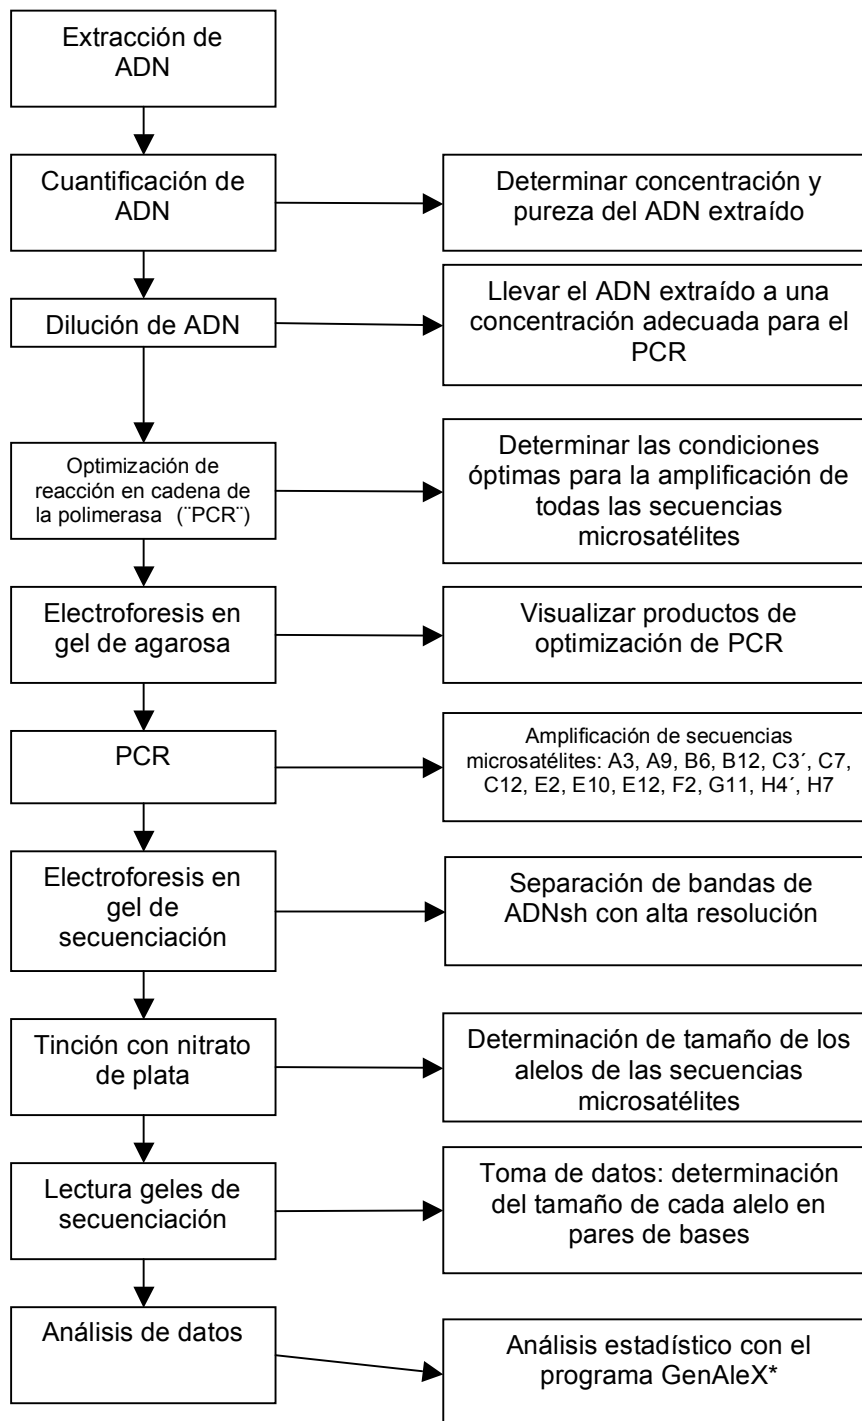 Extracción de
ADN
Cuantificación de
ADN
Determinar concentración y
pureza del ADN extraído
Dilución de ADN
Llevar el ADN extraído a una
concentración adecuada para el
PCR
Optimización de
reacción en cadena de
la polimerasa (¨PCR¨)
Determinar las condiciones
óptimas para la amplificación de
todas las secuencias
microsatélites
Electroforesis en
gel de agarosa
Visualizar productos de
optimización de PCR
PCR
Amplificación de secuencias
microsatélites: A3, A9, B6, B12, C3´, C7,
C12, E2, E10, E12, F2, G11, H4´, H7
Electroforesis en
gel de
secuenciación
Separación de bandas de
ADNsh con alta resolución
Tinción con nitrato
de plata
Determinación de tamaño de los
alelos de las secuencias
microsatélites
Lectura geles de
secuenciación
Toma de datos: determinación
del tamaño de cada alelo en
pares de bases
Análisis de datos
Análisis estadístico con el
programa GenAleX*